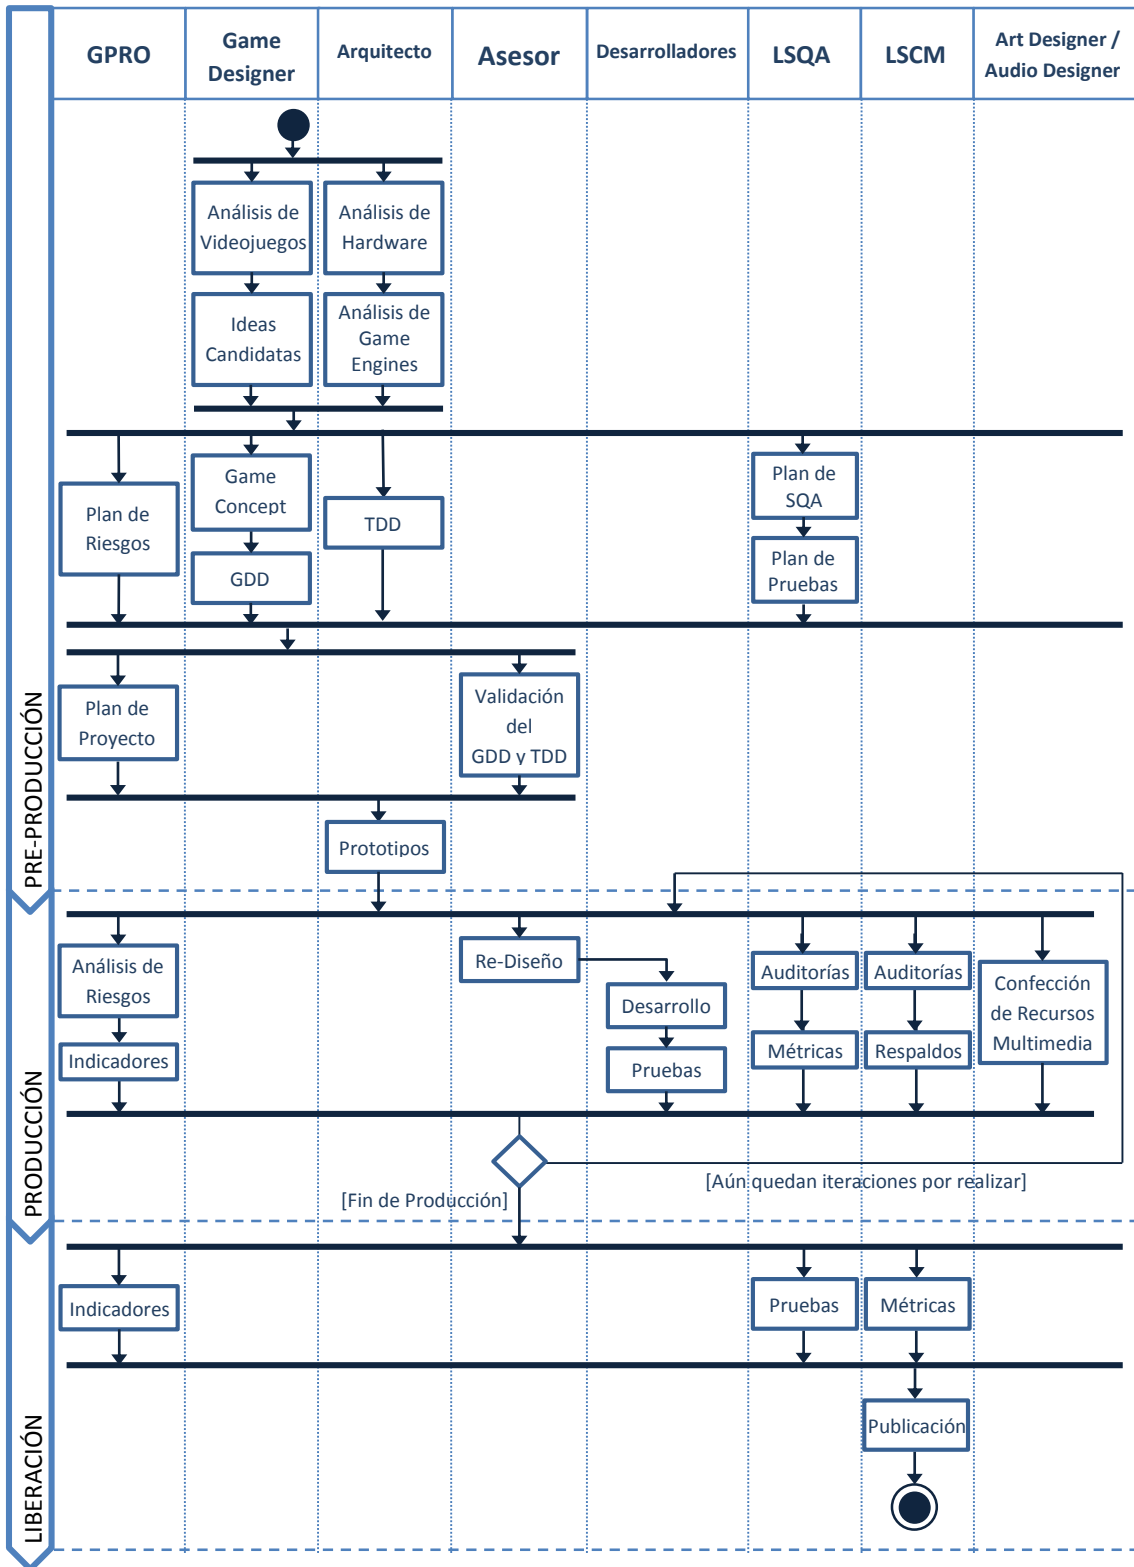 GPRO
Game
Designer
Arquitecto
Asesor
Desarrolladores
LSQA
LSCM
Art Designer /
Audio Designer
PRE-PRODUCCIÓN
Análisis de
Videojuegos
Análisis de
Hardware
Ideas
Candidatas
Análisis de
Game
Engines
Plan de
Riesgos
Game
Concept
GDD
TDD
Plan de
SQA
Plan de
Pruebas
Plan de
Proyecto
Validación
del
GDD y TDD
Prototipos
PRODUCCIÓN
Análisis de
Riesgos
Indicadores
Re-Diseño
Desarrollo
Pruebas
Auditorías
Métricas
Auditorías
Respaldos
Confección
de Recursos
Multimedia
[Aún quedan iteraciones por realizar]
[Fin de Producción]
LIBERACIÓN
Indicadores
Pruebas
Métricas
Publicación